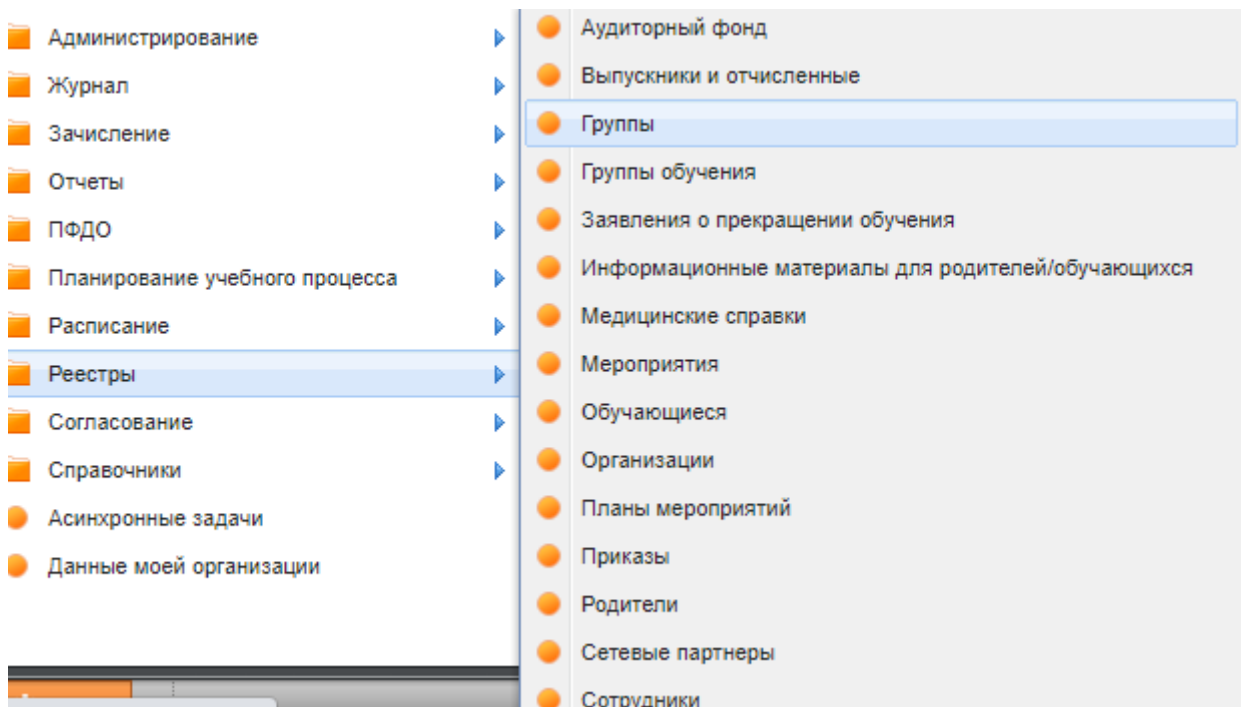 Администрирование
Журнал
Зачисление
Отчеты
ПФДО
Планирование учебного процесса
Расписание
Реестры
Согласование
Справочники
Асинхронные задачи
Данные моей организации
Аудиторный фонд
Выпускники и отчисленные
Группы
Группы обучения
Заявления о прекращении обучения
Информационные материалы для родителей/обучающихся
Медицинские справки
Мероприятия
Обучающиеся
Организации
Планы мероприятий
Приказы
Родители
Сетевые партнеры
Сотрудники